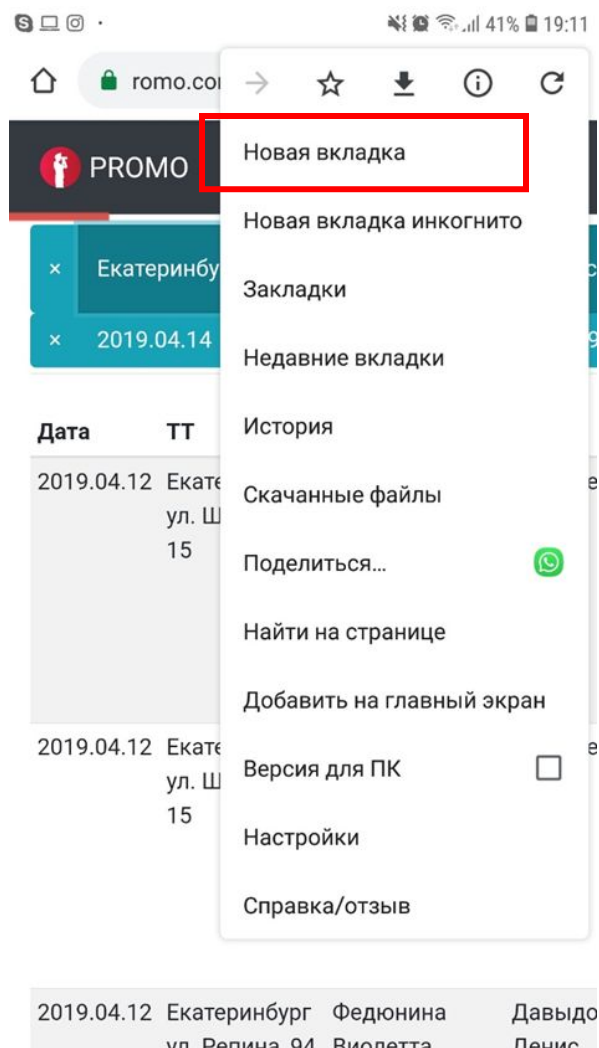 41% 19:11
romo.co
PROMO
Новая вкладка
Новая вкладка инкогнито
× Екатеринбу
Закладки
× 2019.04.14
Недавние вкладки
Дата ТТ
История
2019.04.12 Екате
Скачанные файлы
ул. Ш
15
Поделиться...
Найти на странице
Добавить на главный экран
2019.04.12 Екате
Версия для ПК
ул. Ш
15
Настройки
Справка/отзыв
2019.04.12 Екатеринбург Федюнина Давыдо
ул. Репина, 94 Виолетта Денис